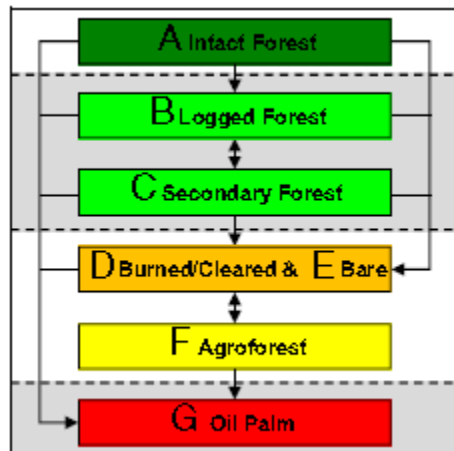 A Intact Forest
B Logged Forest
C Secondary Forest
D Burned/Cleared & E Bare
F Agroforest
G Oil Palm